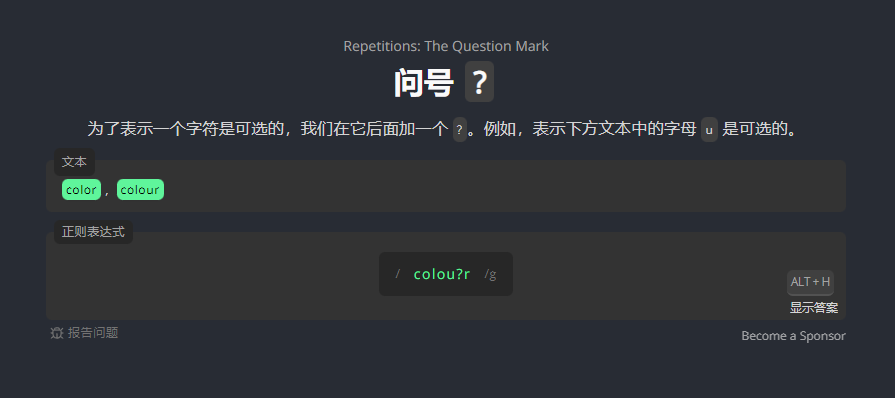 Repetitions: The Question Mark
问号 ?
为了表示一个字符是可选的，我们在它后面加一个 ?。例如，表示下方文本中的字母 u 是可选的。
文本
color, colour
正则表达式
/ colou?r /g
ALT + H
显示答案
报告问题
Become a Sponsor